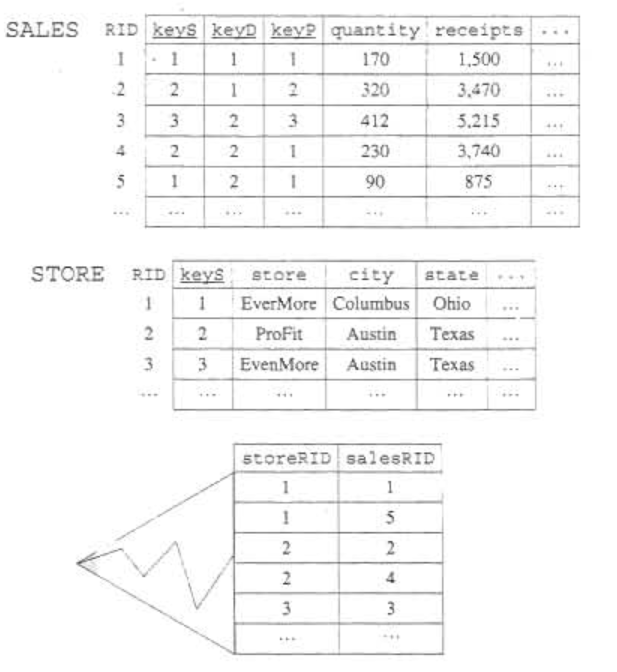 SALES RID keyS keyD keyP quantity receipts ...
1 1 1 1 170 1,500 ...
2 2 1 2 320 3,470 ...
3 3 2 3 412 5,215 ...
4 2 2 1 230 3,740 ...
5 1 2 1 90 875 ...
... ... ... ... ... ... ...
STORE RID keyS store city state ...
1 1 EverMore Columbus Ohio ...
2 2 ProFit Austin Texas ...
3 3 EvenMore Austin Texas ...
... ... ... ... ... ...
storeRID salesRID
1 1
1 5
2 2
2 4
3 3
... ...